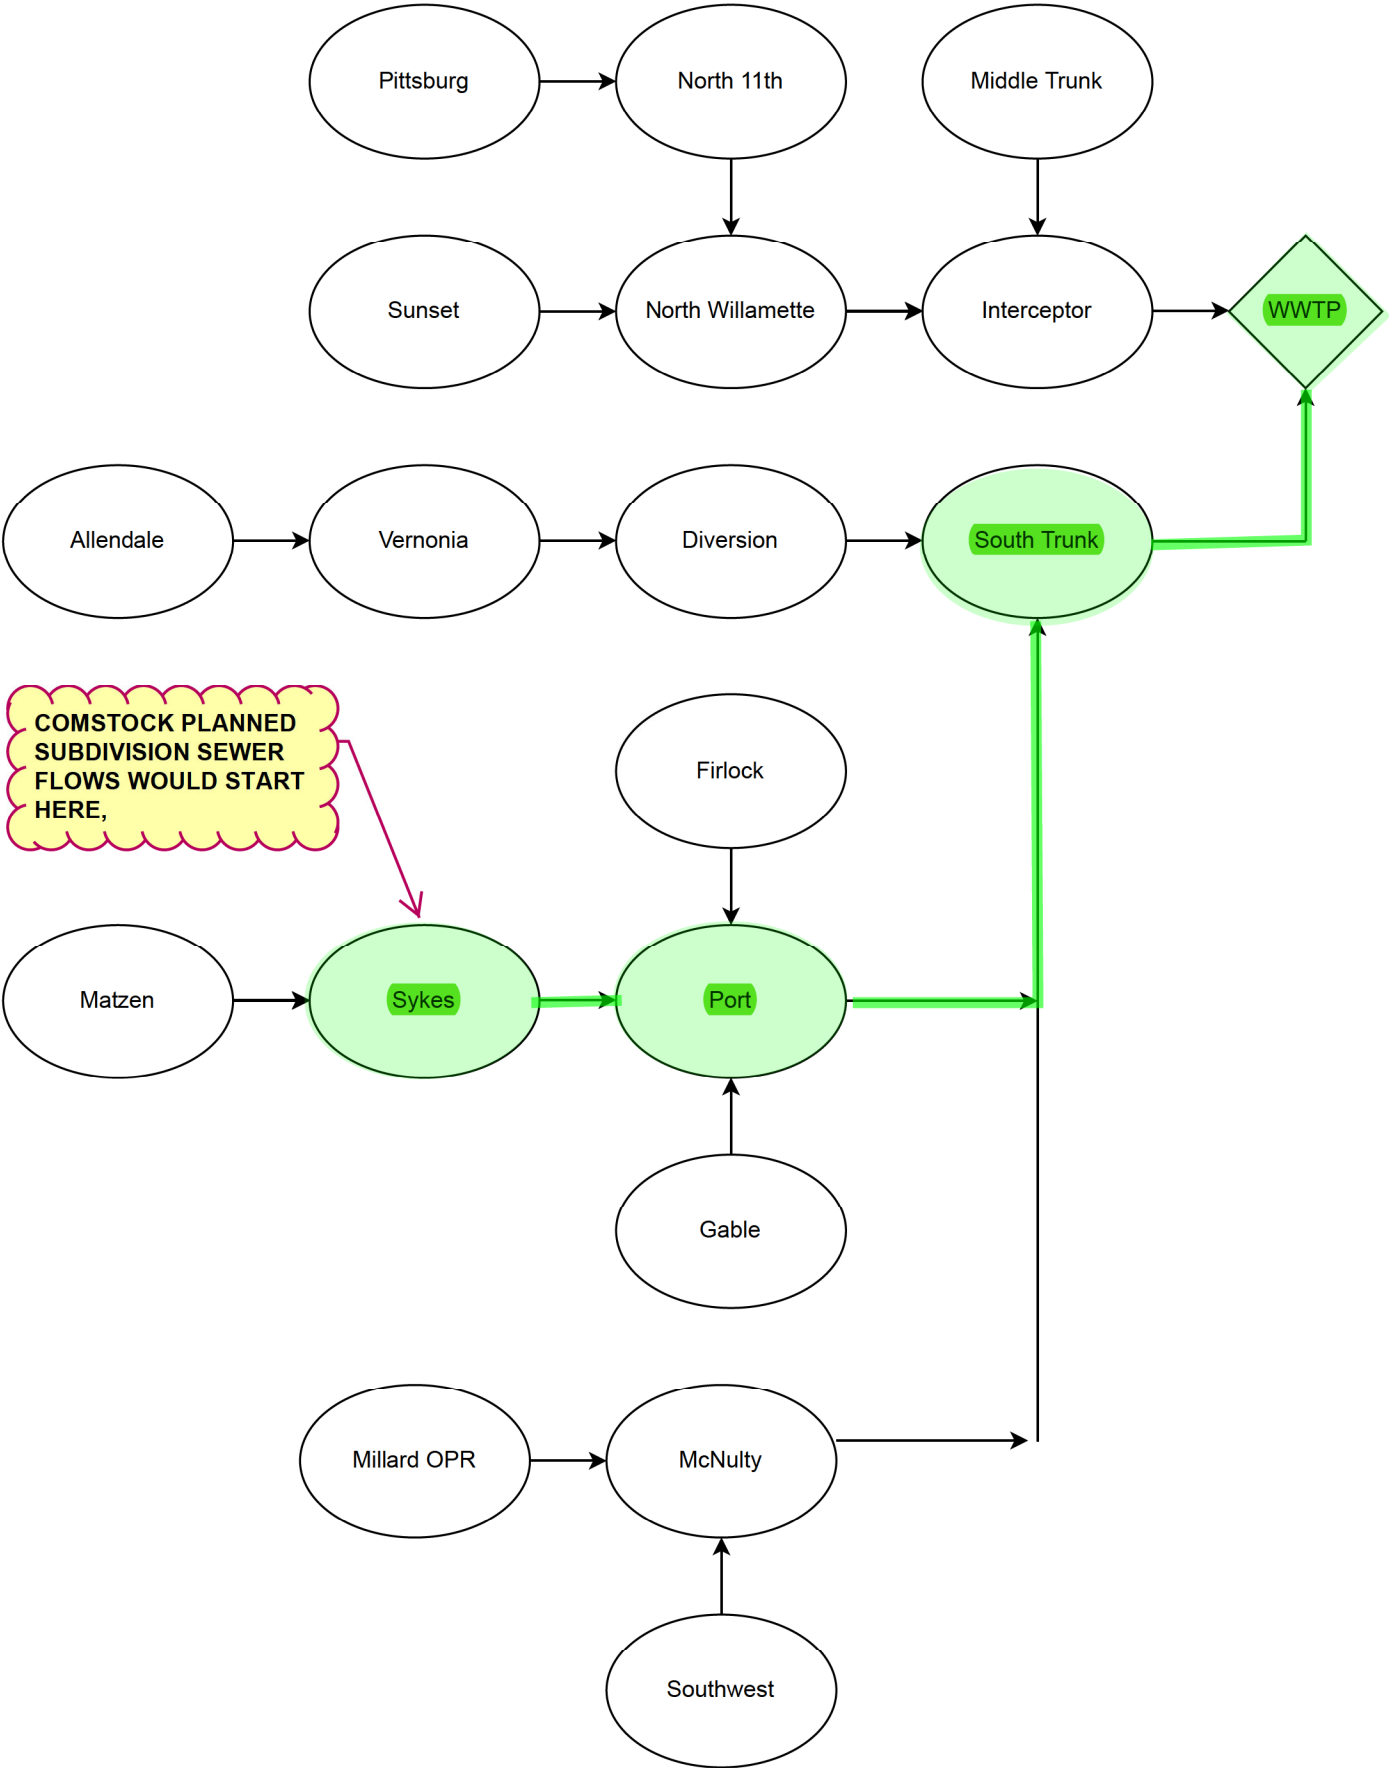 Pittsburg
North 11th
Middle Trunk
Sunset
North Willamette
Interceptor
WWTP
Allendale
Vernonia
Diversion
South Trunk
COMSTOCK PLANNED
SUBDIVISION SEWER
FLOWS WOULD START
HERE,
Firlock
Matzen
Sykes
Port
Gable
Millard OPR
McNulty
Southwest